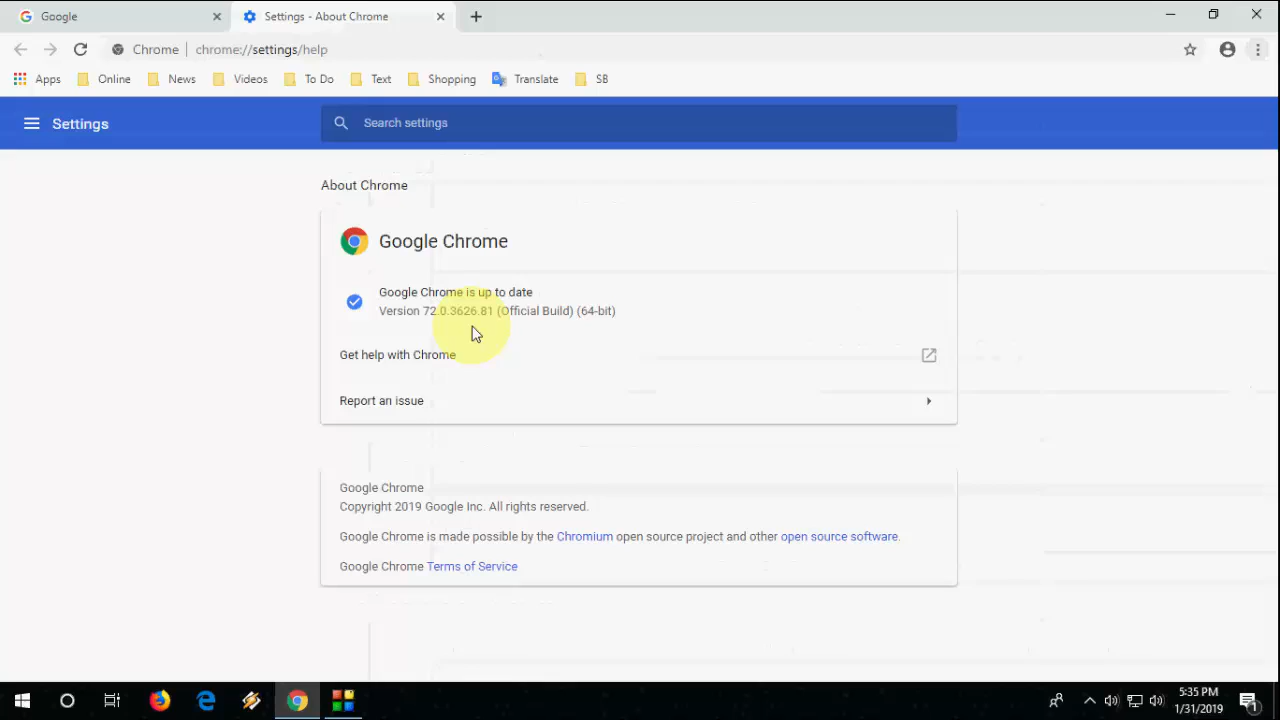 Google
Settings - About Chrome
Chrome
chrome://settings/help
Apps
Online
News
Videos
To Do
Text
Shopping
Translate
SB
Settings
Search settings
About Chrome
Google Chrome
Google Chrome is up to date
Version 72.0.3626.81 (Official Build) (64-bit)
Get help with Chrome
Report an issue
Google Chrome
Copyright 2019 Google Inc. All rights reserved.
Google Chrome is made possible by the Chromium open source project and other open source software.
Google Chrome Terms of Service
5:35 PM
1/31/2019
1